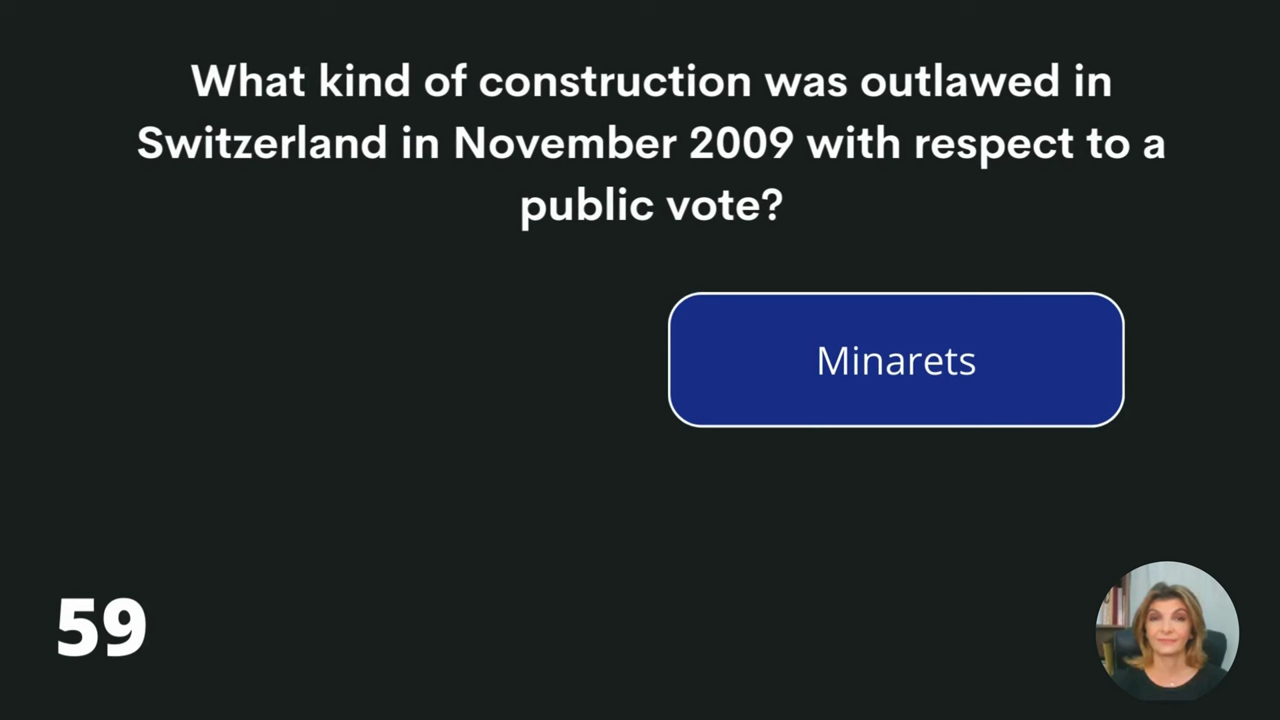 What kind of construction was outlawed in
Switzerland in November 2009 with respect to a
public vote?
Minarets
59